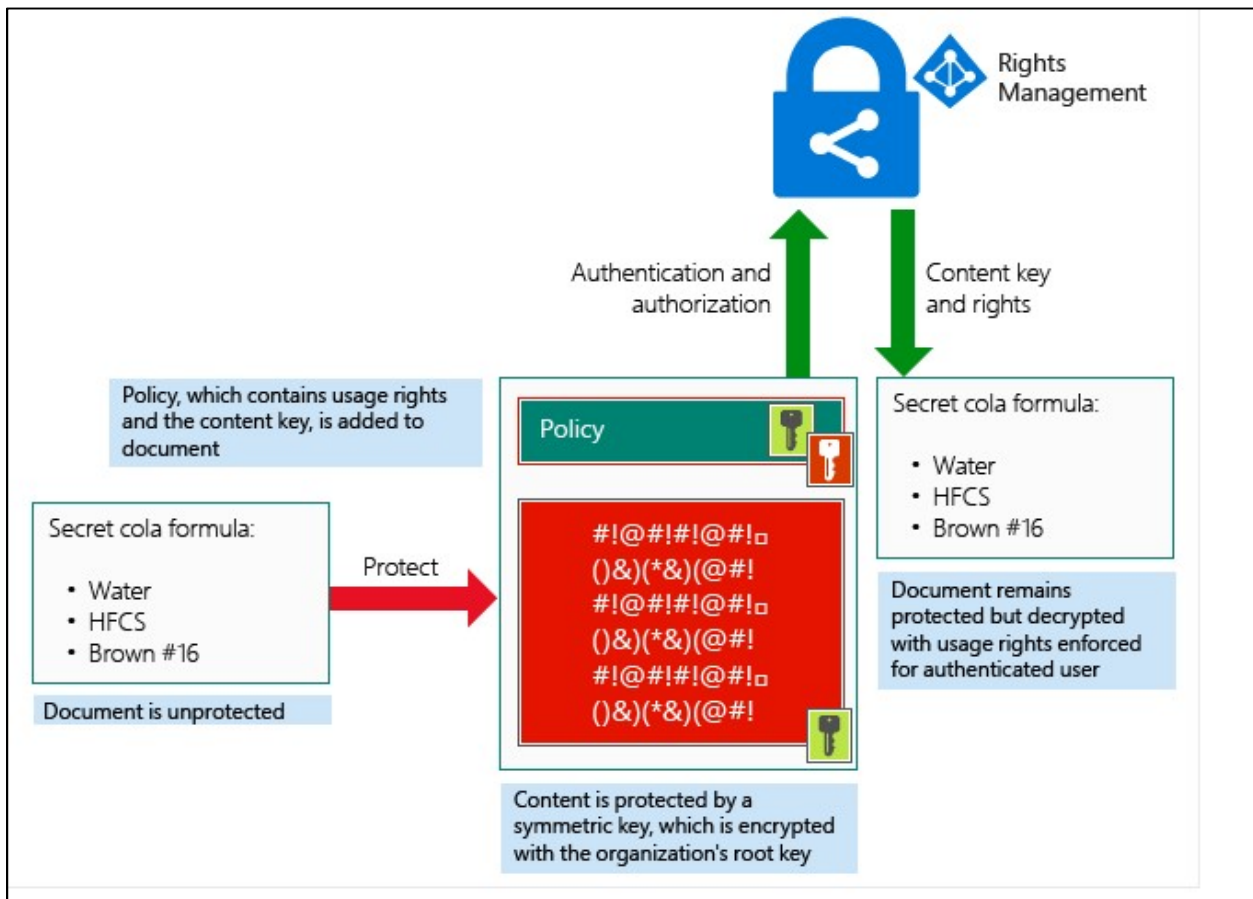 Rights
Management
Authentication and
authorization
Content key
and rights
Policy, which contains usage rights
and the content key, is added to
document
Policy
Secret cola formula:
• Water
• HFCS
• Brown #16
Secret cola formula:
• Water
• HFCS
• Brown #16
Protect
#!@#!#!@#!□
()&)(*&)(@#!
#!@#!#!@#!□
()&)(*&)(@#!
#!@#!#!@#!□
()&)(*&)(@#!
Document remains
protected but decrypted
with usage rights enforced
for authenticated user
Document is unprotected
Content is protected by a
symmetric key, which is encrypted
with the organization's root key